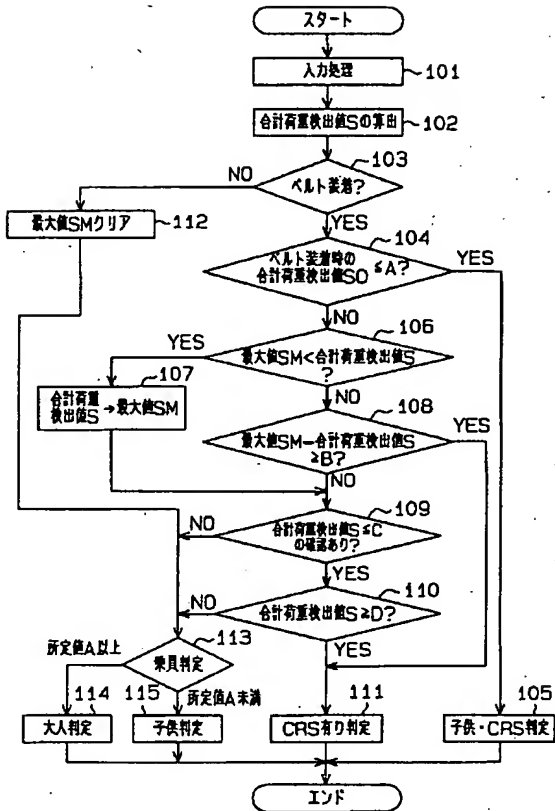 スタート
入力処理
101
合計荷重検出値Sの算出
102
103
NO
ベルト装着?
最大値SMクリア
112
YES
104
ベルト装着時の
合計荷重検出値S0≦A?
YES
NO
106
YES
最大値SM<合計荷重検出値S
?
107
合計荷重
検出値S→最大値SM
NO
108
YES
最大値SM−合計荷重検出値S
≧B?
NO
109
NO
合計荷重検出値S≦C
の確認あり?
YES
110
NO
合計荷重検出値S≧D?
所定値A以上
113
乗員判定
YES
所定値A未満
114
115
111
105
大人判定
子供判定
CRS有り判定
子供・CRS判定
エンド